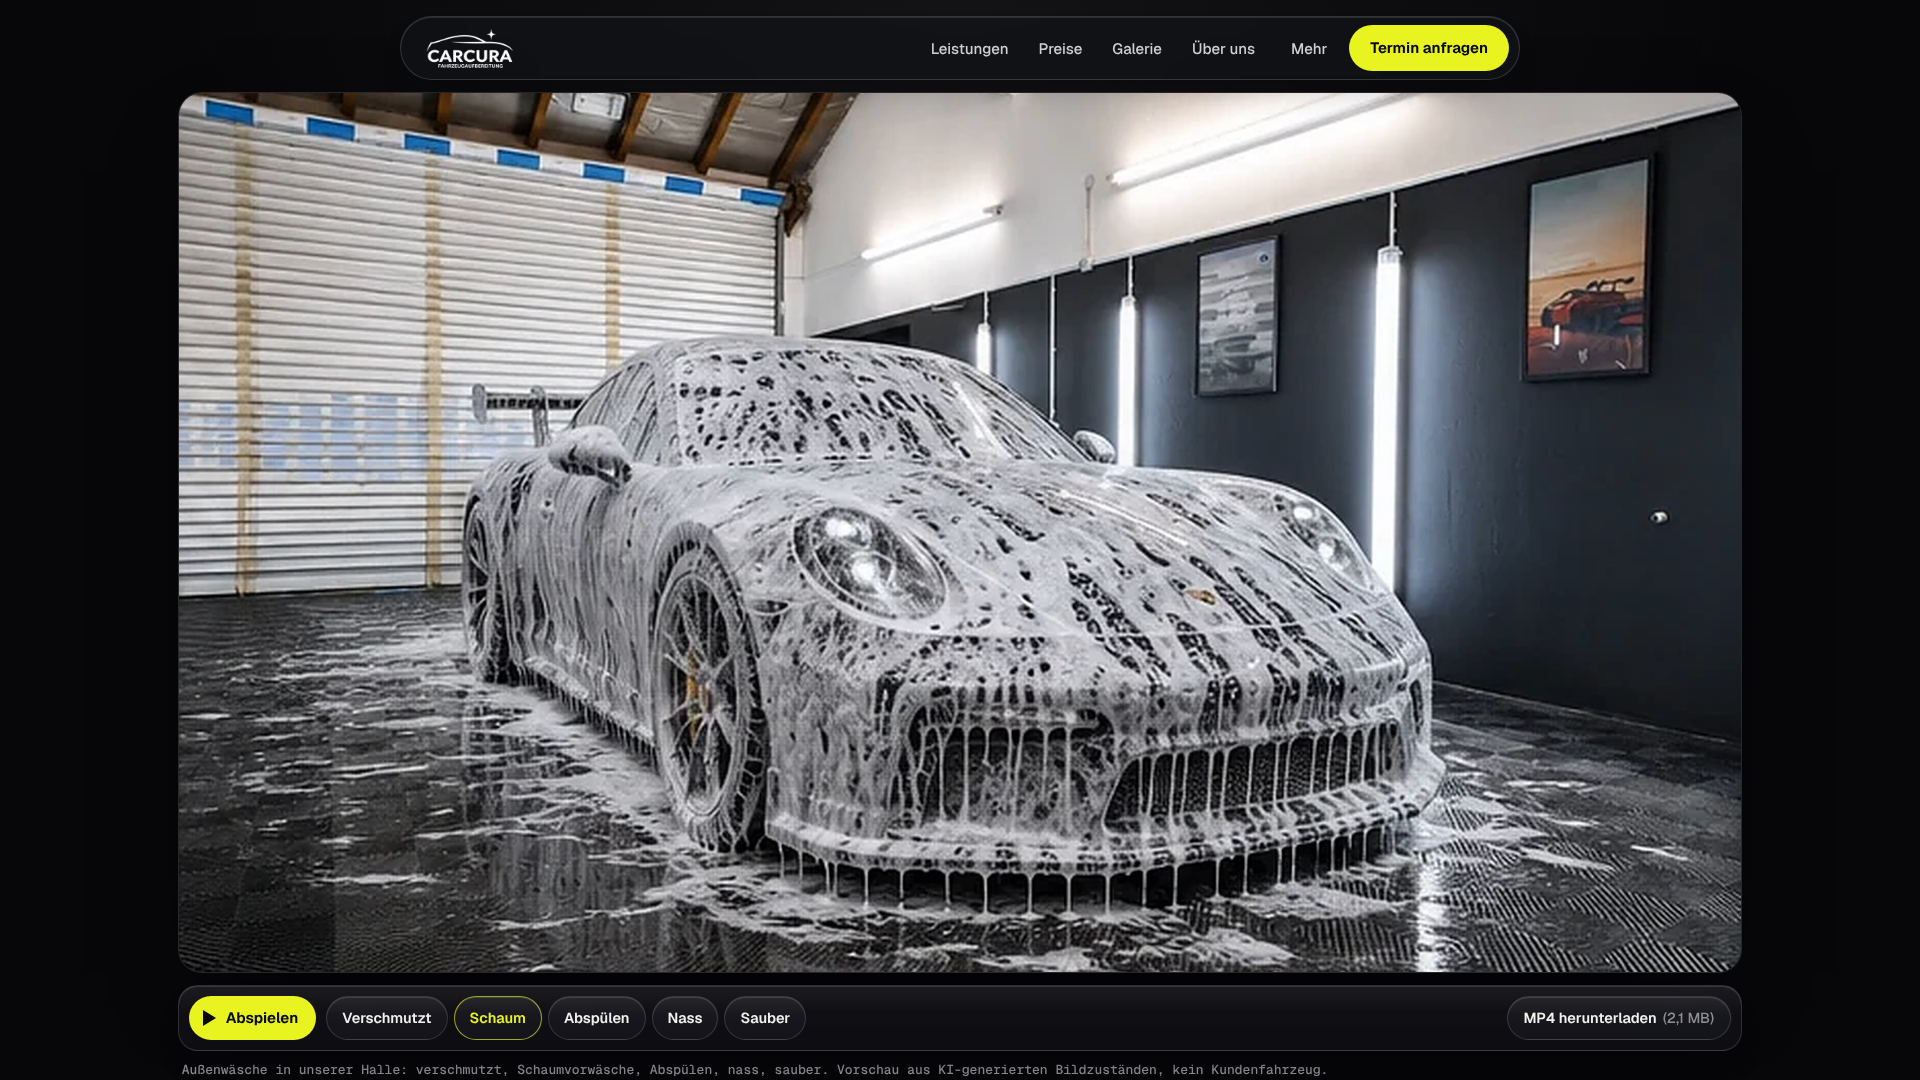 CARCURA
FAHRZEUGAUFBEREITUNG
Leistungen
Preise
Galerie
Über uns
Mehr
Termin anfragen
Abspielen
Verschmutzt
Schaum
Abspülen
Nass
Sauber
MP4 herunterladen (2,1 MB)
Außenwäsche in unserer Halle: verschmutzt, Schaumvorwäsche, Abspülen, nass, sauber. Vorschau aus KI-generierten Bildzuständen, kein Kundenfahrzeug.